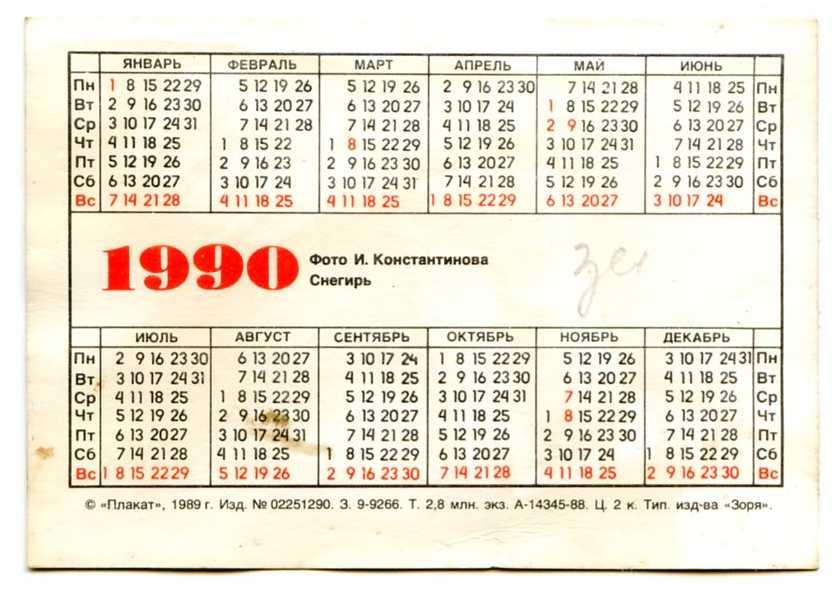 ЯНВАРЬ ФЕВРАЛЬ МАРТ АПРЕЛЬ МАЙ ИЮНЬ
Пн 1 8 15 22 29 5 12 19 26 5 12 19 26 2 9 16 23 30 7 14 21 28 4 11 18 25 Пн
Вт 2 9 16 23 30 6 13 20 27 6 13 20 27 3 10 17 24 1 8 15 22 29 5 12 19 26 Вт
Ср 3 10 17 24 31 7 14 21 28 7 14 21 28 4 11 18 25 2 9 16 23 30 6 13 20 27 Ср
Чт 4 11 18 25 1 8 15 22 1 8 15 22 29 5 12 19 26 3 10 17 24 31 7 14 21 28 Чт
Пт 5 12 19 26 2 9 16 23 2 9 16 23 30 6 13 20 27 4 11 18 25 1 8 15 22 29 Пт
Сб 6 13 20 27 3 10 17 24 3 10 17 24 31 7 14 21 28 5 12 19 26 2 9 16 23 30 Сб
Вс 7 14 21 28 4 11 18 25 4 11 18 25 1 8 15 22 29 6 13 20 27 3 10 17 24 Вс
1990 Фото И. Константинова
Снегирь
ИЮЛЬ АВГУСТ СЕНТЯБРЬ ОКТЯБРЬ НОЯБРЬ ДЕКАБРЬ
Пн 2 9 16 23 30 6 13 20 27 3 10 17 24 1 8 15 22 29 5 12 19 26 3 10 17 24 31 Пн
Вт 3 10 17 24 31 7 14 21 28 4 11 18 25 2 9 16 23 30 6 13 20 27 4 11 18 25 Вт
Ср 4 11 18 25 1 8 15 22 29 5 12 19 26 3 10 17 24 31 7 14 21 28 5 12 19 26 Ср
Чт 5 12 19 26 2 9 16 23 30 6 13 20 27 4 11 18 25 1 8 15 22 29 6 13 20 27 Чт
Пт 6 13 20 27 3 10 17 24 31 7 14 21 28 5 12 19 26 2 9 16 23 30 7 14 21 28 Пт
Сб 7 14 21 28 4 11 18 25 1 8 15 22 29 6 13 20 27 3 10 17 24 1 8 15 22 29 Сб
Вс 1 8 15 22 29 5 12 19 26 2 9 16 23 30 7 14 21 28 4 11 18 25 2 9 16 23 30 Вс
© «Плакат», 1989 г. Изд. № 02251290. З. 9-9266. Т. 2,8 млн. экз. А-14345-88. Ц. 2 к. Тип. изд-ва «Зоря».